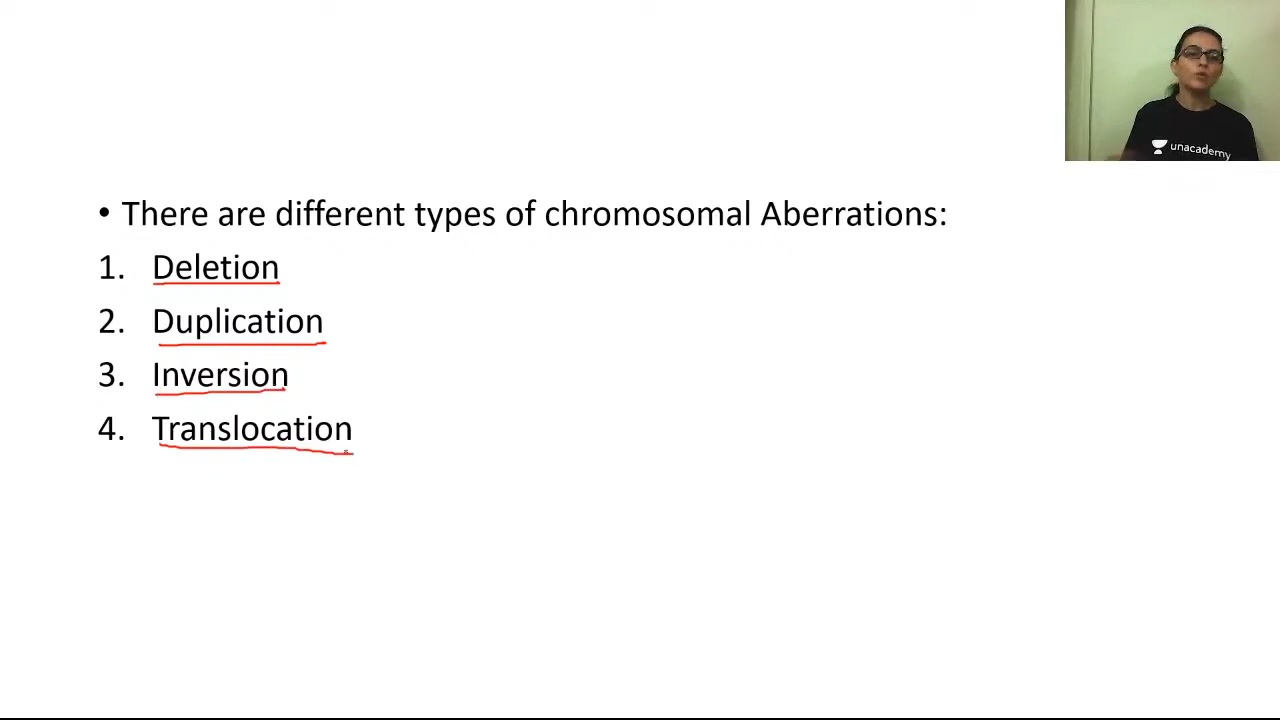 unacademy
• There are different types of chromosomal Aberrations:
1. Deletion
2. Duplication
3. Inversion
4. Translocation